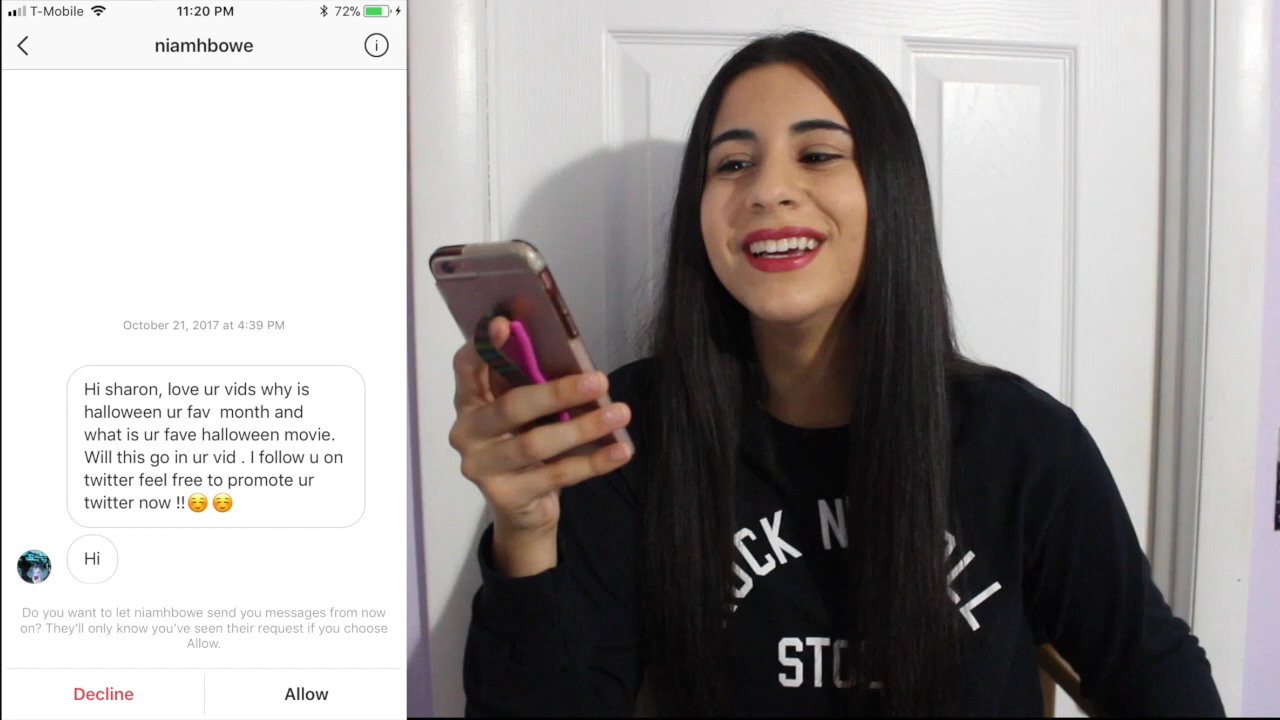 T-Mobile 11:20 PM 72%
niamhbowe
October 21, 2017 at 4:39 PM
Hi sharon, love ur vids why is
halloween ur fav month and
what is ur fave halloween movie.
Will this go in ur vid . I follow u on
twitter feel free to promote ur
twitter now !!☺️ ☺️
Hi
Do you want to let niamhbowe send you messages from now
on? They'll only know you've seen their request if you choose
Allow.
Decline Allow